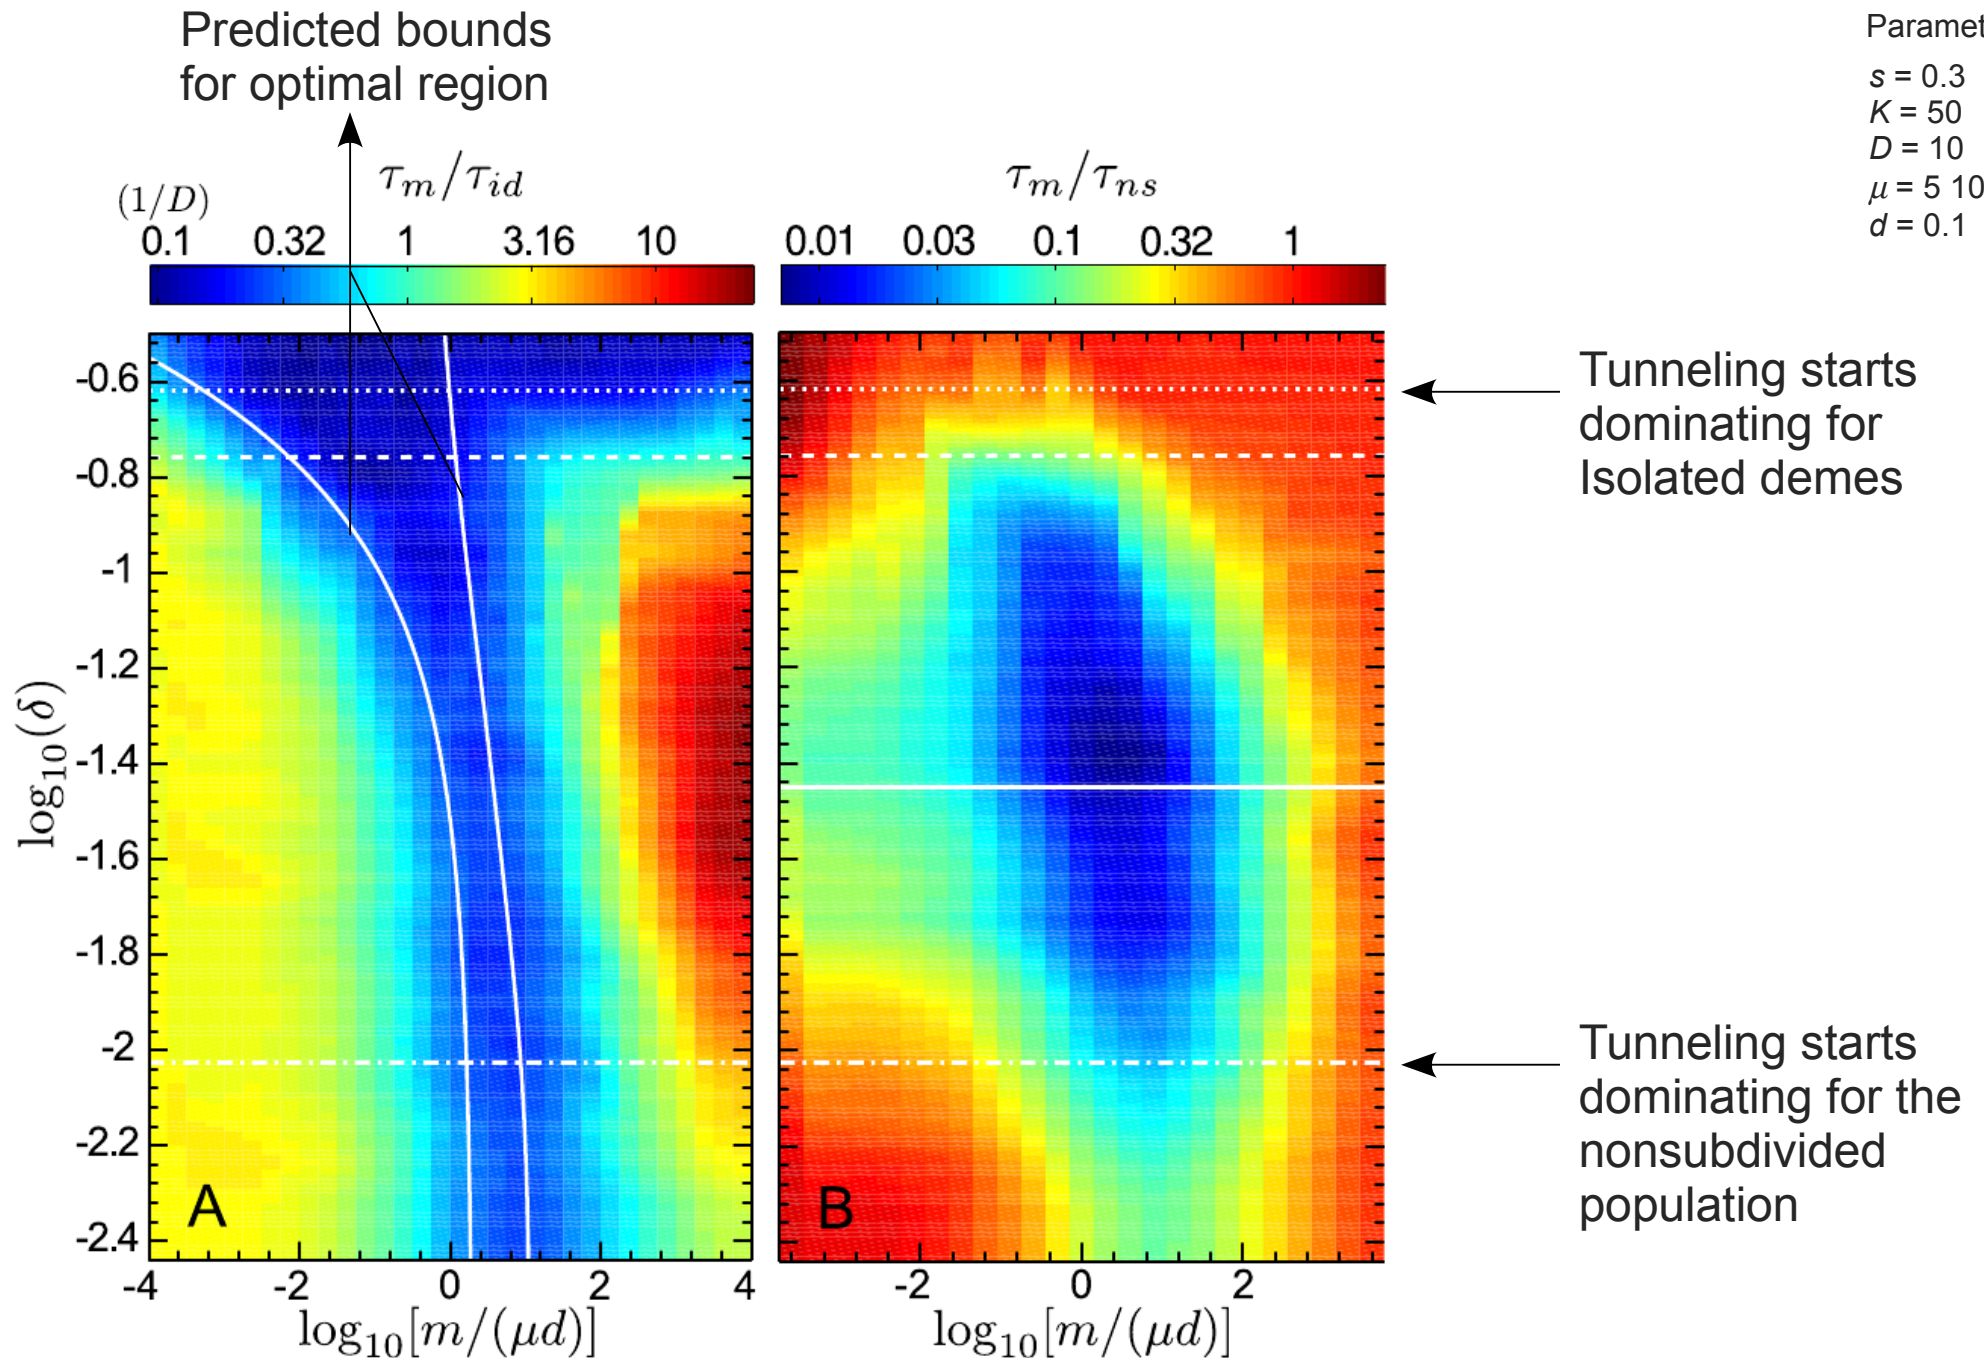 Predicted bounds
for optimal region
Paramet
s = 0.3
K = 50
D = 10
μ = 5 10
d = 0.1
(1/D)
τ_m/τ_id
0.1 0.32 1 3.16 10
τ_m/τ_ns
0.01 0.03 0.1 0.32 1
log₁₀(δ)
-0.6
-0.8
-1
-1.2
-1.4
-1.6
-1.8
-2
-2.2
-2.4
A
B
-4 -2 0 2 4
log₁₀[m/(μd)]
-2 0 2
log₁₀[m/(μd)]
Tunneling starts
dominating for
Isolated demes
Tunneling starts
dominating for the
nonsubdivided
population